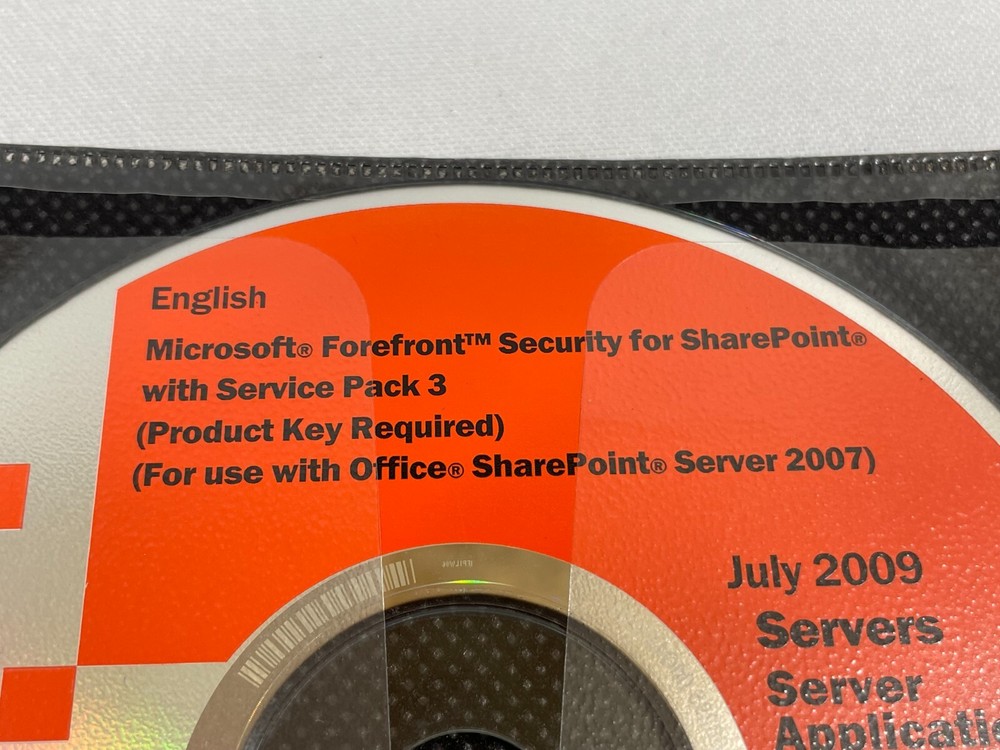 English
Microsoft® Forefront™ Security for SharePoint®
with Service Pack 3
(Product Key Required)
(For use with Office® SharePoint® Server 2007)
July 2009
Servers
Server